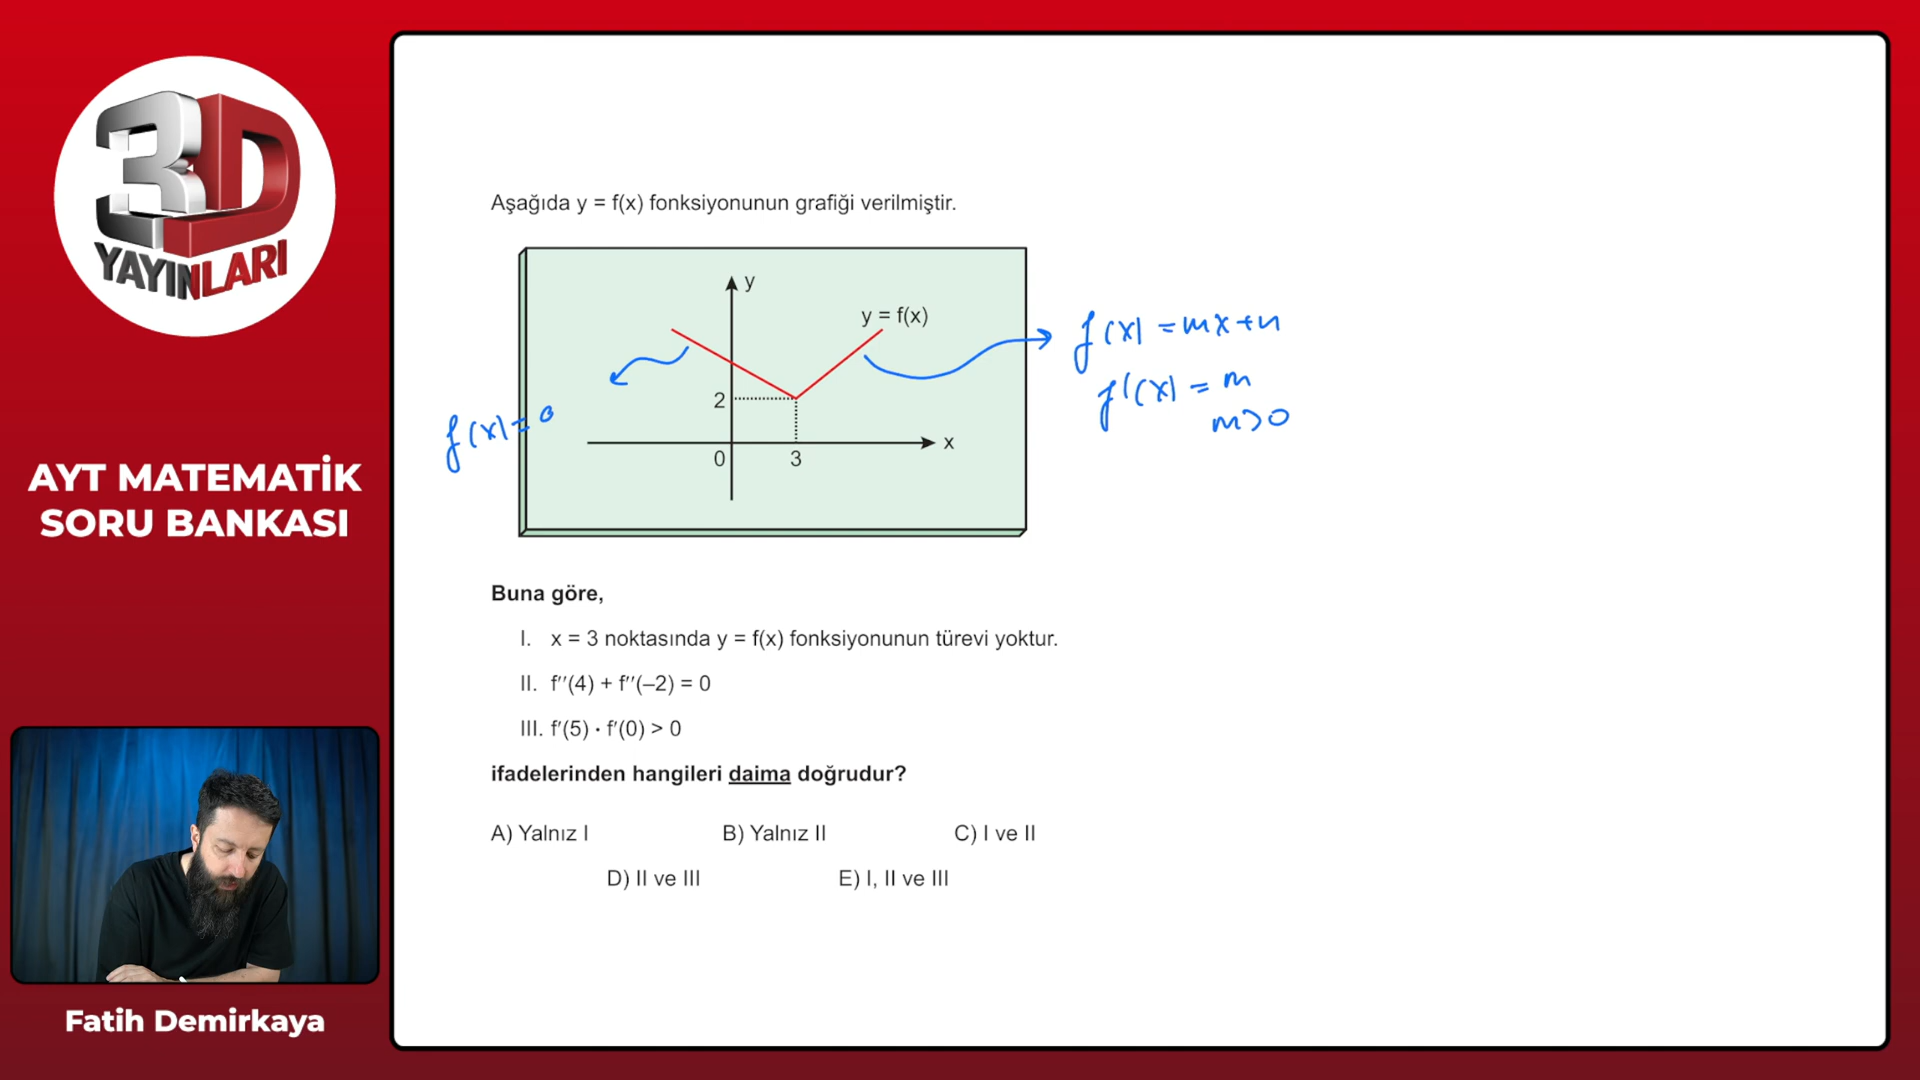 3D
YAYINLARI
AYT MATEMATİK
SORU BANKASI
Fatih Demirkaya
Aşağıda y = f(x) fonksiyonunun grafiği verilmiştir.
y
y = f(x)
2
0
3
x
f(x) = mx+n
f'(x) = m
m>0
f(x) =
Buna göre,
I. x = 3 noktasında y = f(x) fonksiyonunun türevi yoktur.
II. f′′(4) + f′′(–2) = 0
III. f′(5) · f′(0) > 0
ifadelerinden hangileri daima doğrudur?
A) Yalnız I B) Yalnız II C) I ve II
D) II ve III E) I, II ve III